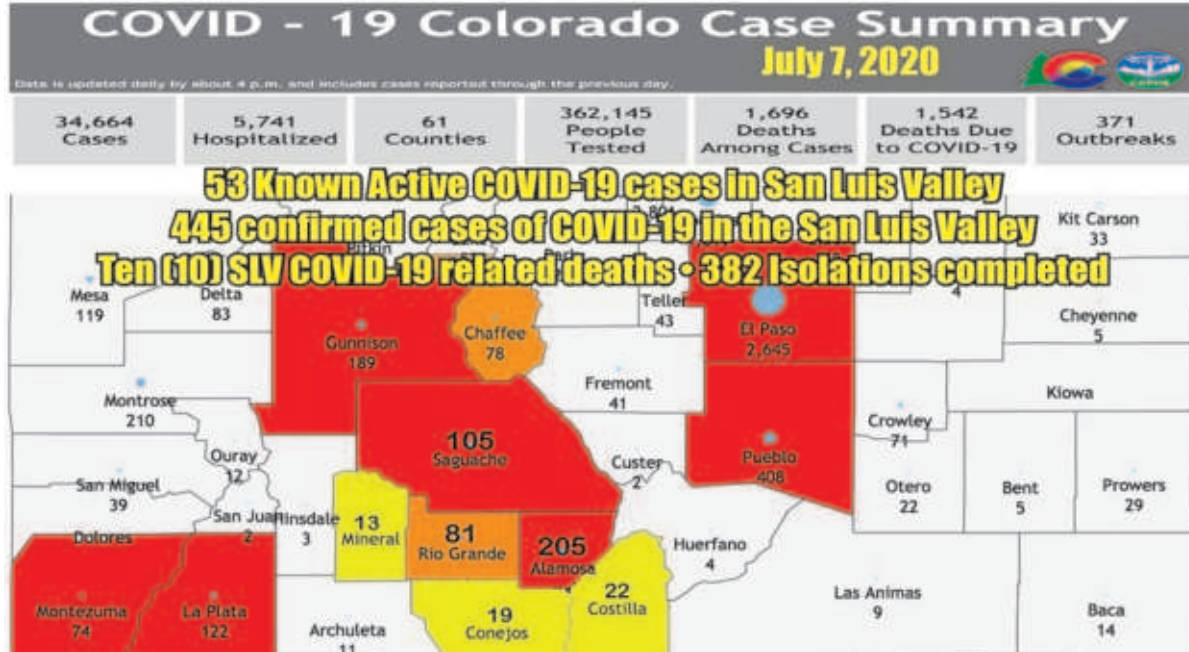 COVID - 19 Colorado Case Summary
July 7, 2020
Data is updated daily by about 4 p.m. and includes cases reported through the previous day.
34,664
Cases
5,741
Hospitalized
61
Counties
362,145
People
Tested
1,696
Deaths
Among Cases
1,542
Deaths Due
to COVID-19
371
Outbreaks
53 Known Active COVID-19 cases in San Luis Valley
445 confirmed cases of COVID-19 in the San Luis Valley
Ten (10) SLV COVID-19 related deaths • 382 Isolations completed
Kit Carson
33
Pitkin
Mesa
119
Delta
83
Teller
43
4
Cheyenne
5
El Paso
2,645
Gunnison
189
Chaffee
78
Fremont
41
Kiowa
Montrose
210
Crowley
71
105
Saguache
Ouray
12
Custer
2
Pueblo
408
San Miguel
39
Otero
22
Bent
5
Prowers
29
San Juan
2
Hinsdale
3
13
Mineral
81
Rio Grande
205
Alamosa
Dolores
Huerfano
4
22
Costilla
Las Animas
9
Montezuma
74
La Plata
122
19
Conejos
Archuleta
11
Baca
14